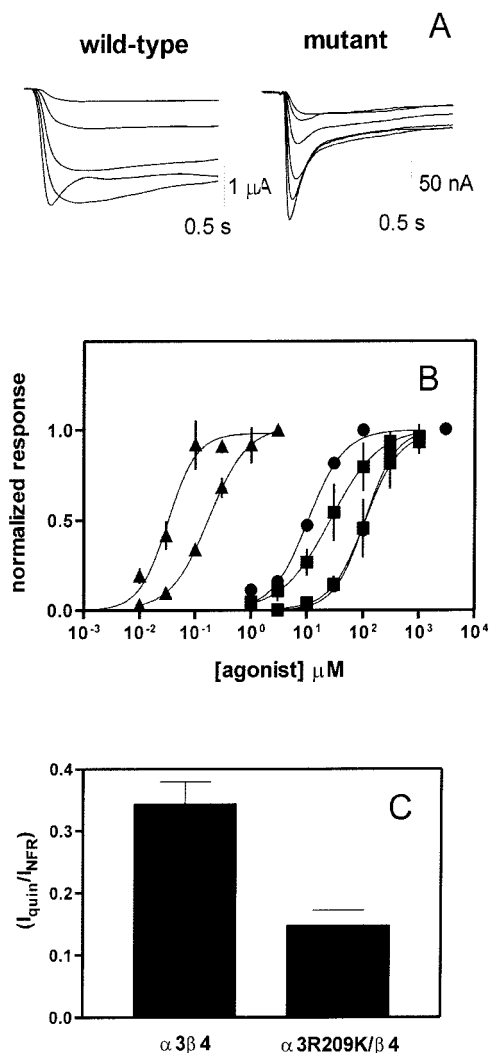 A
wild-type mutant
1 μA 50 nA
0.5 s 0.5 s
B
normalized response
1.0
0.5
0.0
10⁻³ 10⁻² 10⁻¹ 10⁰ 10¹ 10² 10³ 10⁴
[agonist] μM
C
(I_quin/I_NFR)
0.4
0.3
0.2
0.1
0.0
α3β4 α3R209K/β4